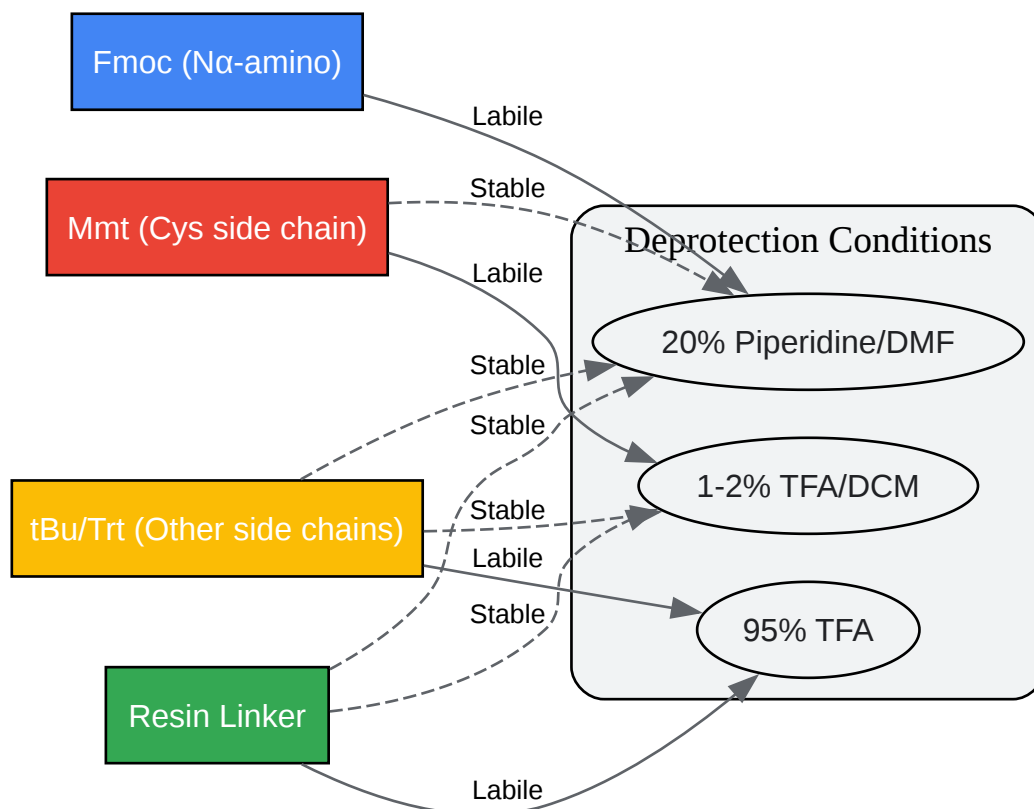 Fmoc (Nα-amino)
Labile
Stable
Mmt (Cys side chain)
Deprotection Conditions
Labile
20% Piperidine/DMF
Stable
Stable
1-2% TFA/DCM
Stable
tBu/Trt (Other side chains)
Labile
Stable
95% TFA
Resin Linker
Labile